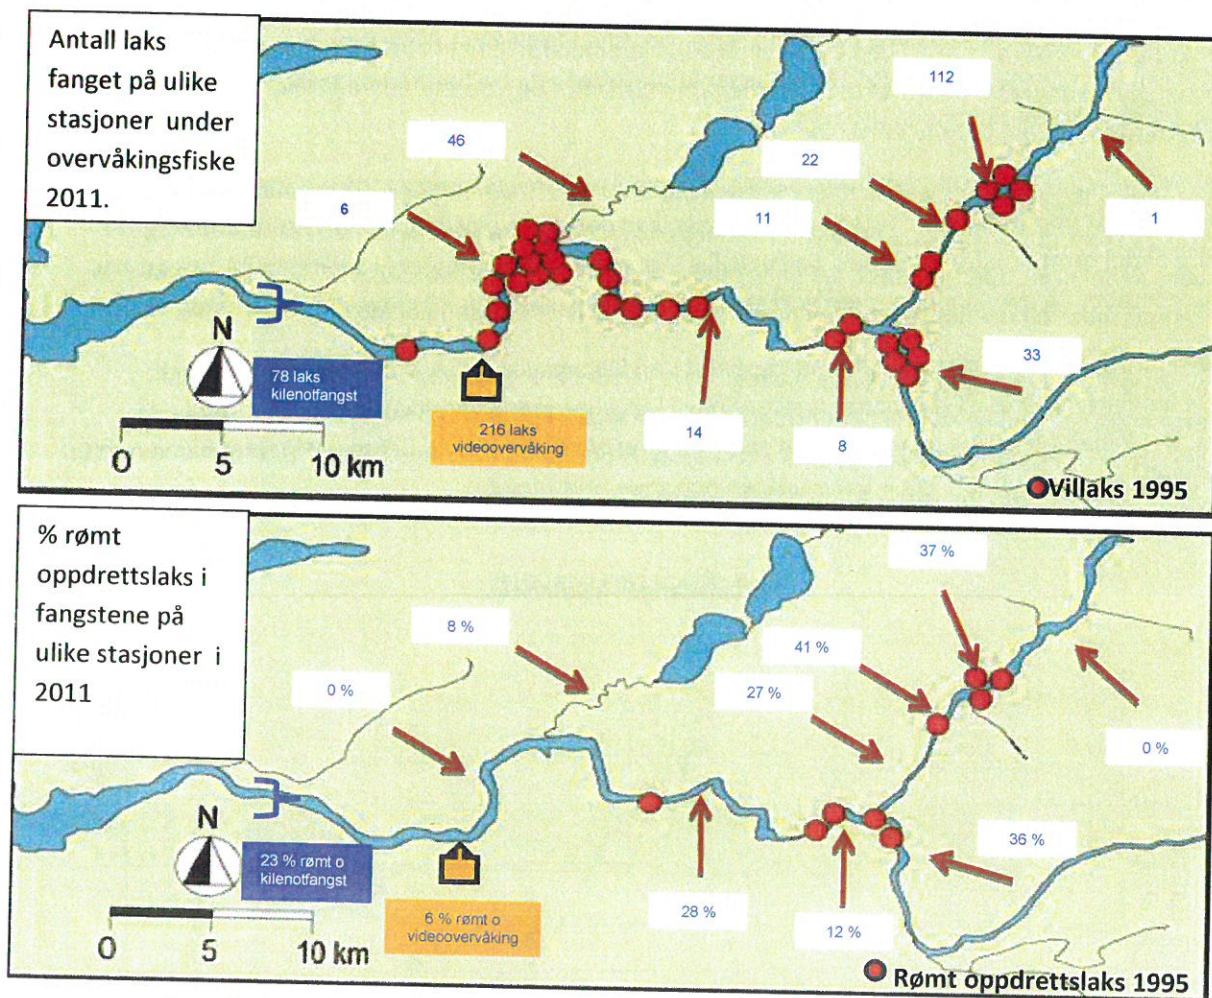 Antall laks
fanget på ulike
stasjoner under
overvåkingsfiske
2011.
112
46
22
6
11
1
N
78 laks
kilenotfangst
33
216 laks
videoovervåking
14
8
0 5 10 km
Villaks 1995
% rømt
oppdrettslaks i
fangstene på
ulike stasjoner i
2011
37 %
8 %
41 %
0 %
27 %
0 %
N
23 % rømt o
kilenotfangst
36 %
6 % rømt o
videoovervåking
28 %
12 %
0 5 10 km
Rømt oppdrettslaks 1995